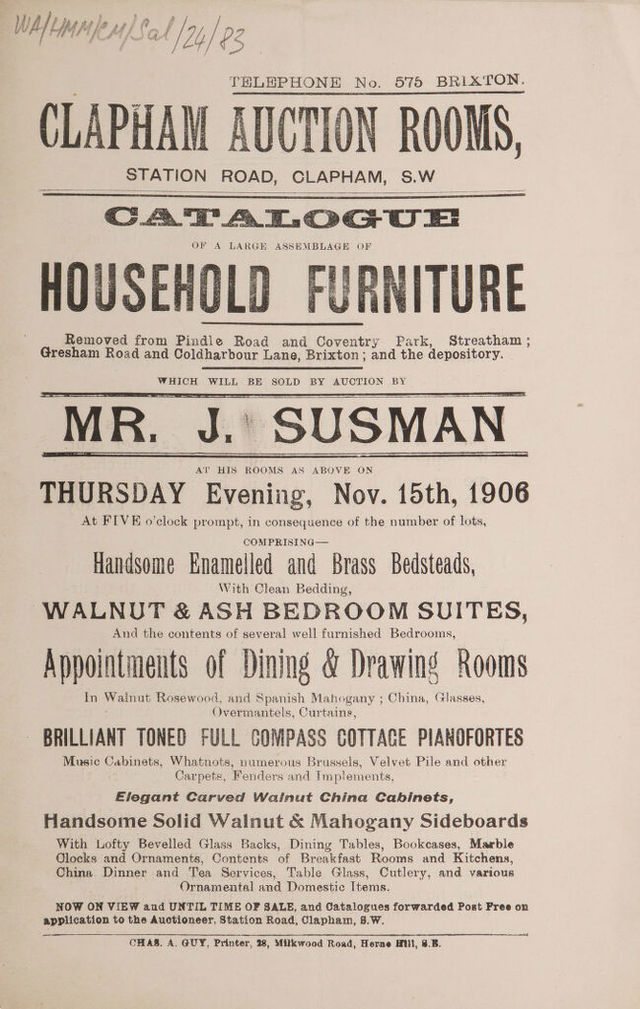 WA/HMM/CM/Sal/24/83
TELEPHONE No. 575 BRIXTON.
CLAPHAM AUCTION ROOMS,
STATION ROAD, CLAPHAM, S.W
CATALOGUE
OF A LARGE ASSEMBLAGE OF
HOUSEHOLD FURNITURE
Removed from Pindle Road and Coventry Park, Streatham;
Gresham Road and Coldharbour Lane, Brixton; and the depository.
WHICH WILL BE SOLD BY AUCTION BY
MR. J. SUSMAN
AT HIS ROOMS AS ABOVE ON
THURSDAY Evening, Nov. 15th, 1906
At FIVE o'clock prompt, in consequence of the number of lots,
COMPRISING—
Handsome Enamelled and Brass Bedsteads,
With Clean Bedding,
WALNUT & ASH BEDROOM SUITES,
And the contents of several well furnished Bedrooms,
Appointments of Dining & Drawing Rooms
In Walnut Rosewood, and Spanish Mahogany; China, Glasses,
Overmantels, Curtains,
BRILLIANT TONED FULL COMPASS COTTAGE PIANOFORTES
Music Cabinets, Whatnots, numerous Brussels, Velvet Pile and other
Carpets, Fenders and Implements,
Elegant Carved Walnut China Cabinets,
Handsome Solid Walnut & Mahogany Sideboards
With Lofty Bevelled Glass Backs, Dining Tables, Bookcases, Marble
Clocks and Ornaments, Contents of Breakfast Rooms and Kitchens,
China Dinner and Tea Services, Table Glass, Cutlery, and various
Ornamental and Domestic Items.
NOW ON VIEW and UNTIL TIME OF SALE, and Catalogues forwarded Post Free on
application to the Auctioneer, Station Road, Clapham, S.W.
CHAS. A. GUY, Printer, 28, Milkwood Road, Herne Hill, S.E.